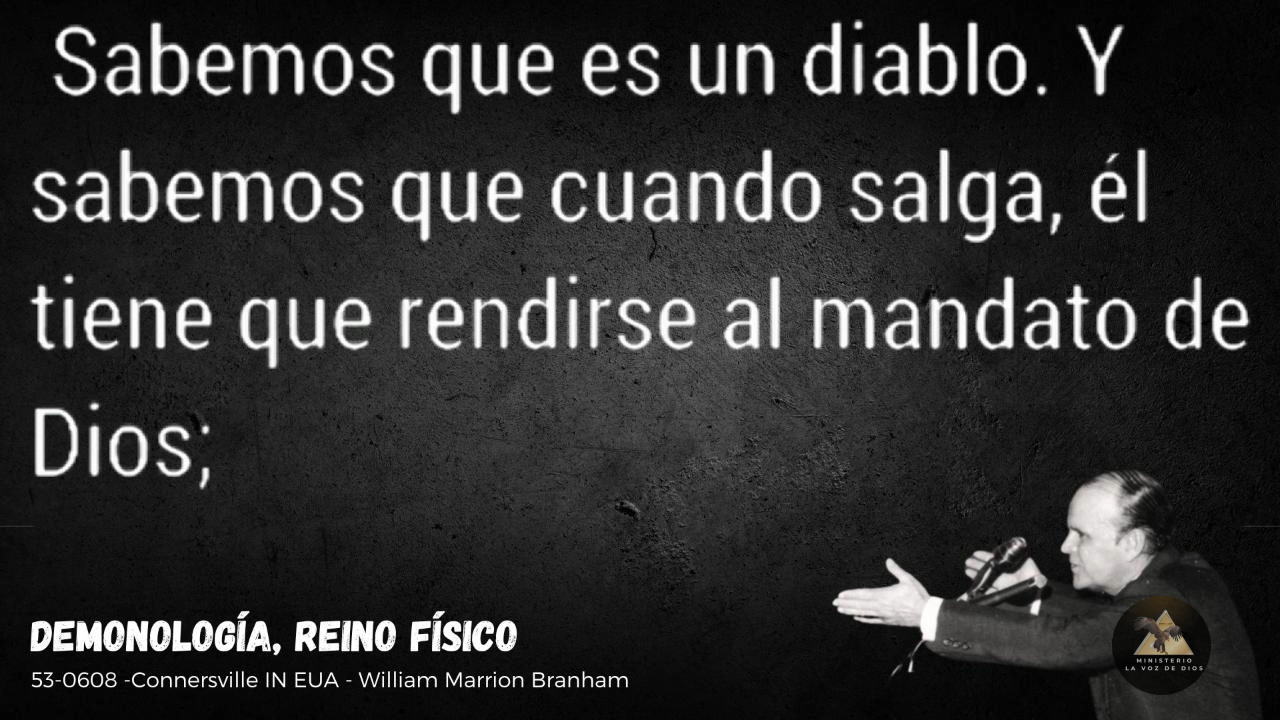 Sabemos que es un diablo. Y
sabemos que cuando salga, él
tiene que rendirse al mandato de
Dios;
DEMONOLOGÍA, REINO FÍSICO
53-0608 -Connersville IN EUA - William Marrion Branham
MINISTERIO
LA VOZ DE DIOS